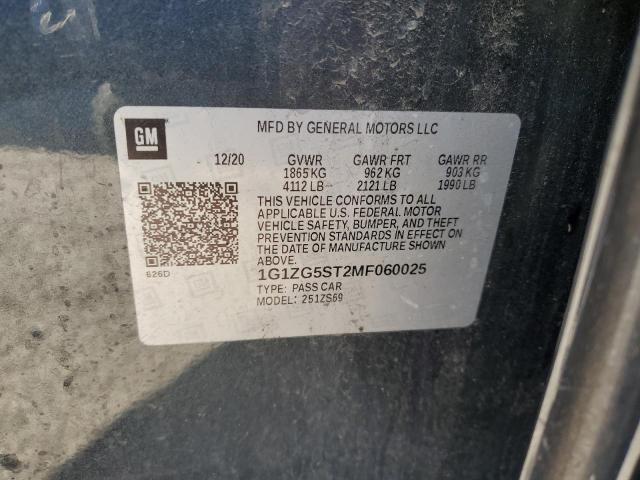 GM
MFD BY GENERAL MOTORS LLC
12/20 GVWR GAWR FRT GAWR RR
1865 KG 962 KG 903 KG
4112 LB 2121 LB 1990 LB
THIS VEHICLE CONFORMS TO ALL
APPLICABLE U.S. FEDERAL MOTOR
VEHICLE SAFETY, BUMPER, AND THEFT
PREVENTION STANDARDS IN EFFECT ON
THE DATE OF MANUFACTURE SHOWN
ABOVE.
626D
1G1ZG5ST2MF060025
TYPE: PASS CAR
MODEL: 251ZS69